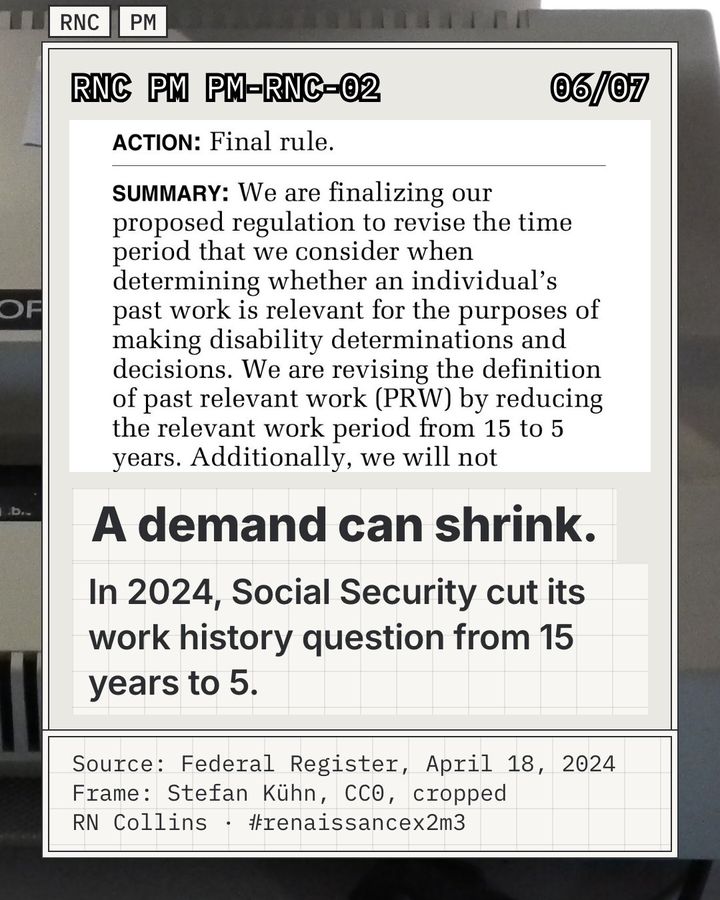 RNC PM
RNC PM PM-RNC-02 06/07
ACTION: Final rule.
SUMMARY: We are finalizing our
proposed regulation to revise the time
period that we consider when
determining whether an individual’s
past work is relevant for the purposes of
making disability determinations and
decisions. We are revising the definition
of past relevant work (PRW) by reducing
the relevant work period from 15 to 5
years. Additionally, we will not
A demand can shrink.
In 2024, Social Security cut its
work history question from 15
years to 5.
Source: Federal Register, April 18, 2024
Frame: Stefan Kühn, CC0, cropped
RN Collins · #renaissancex2m3